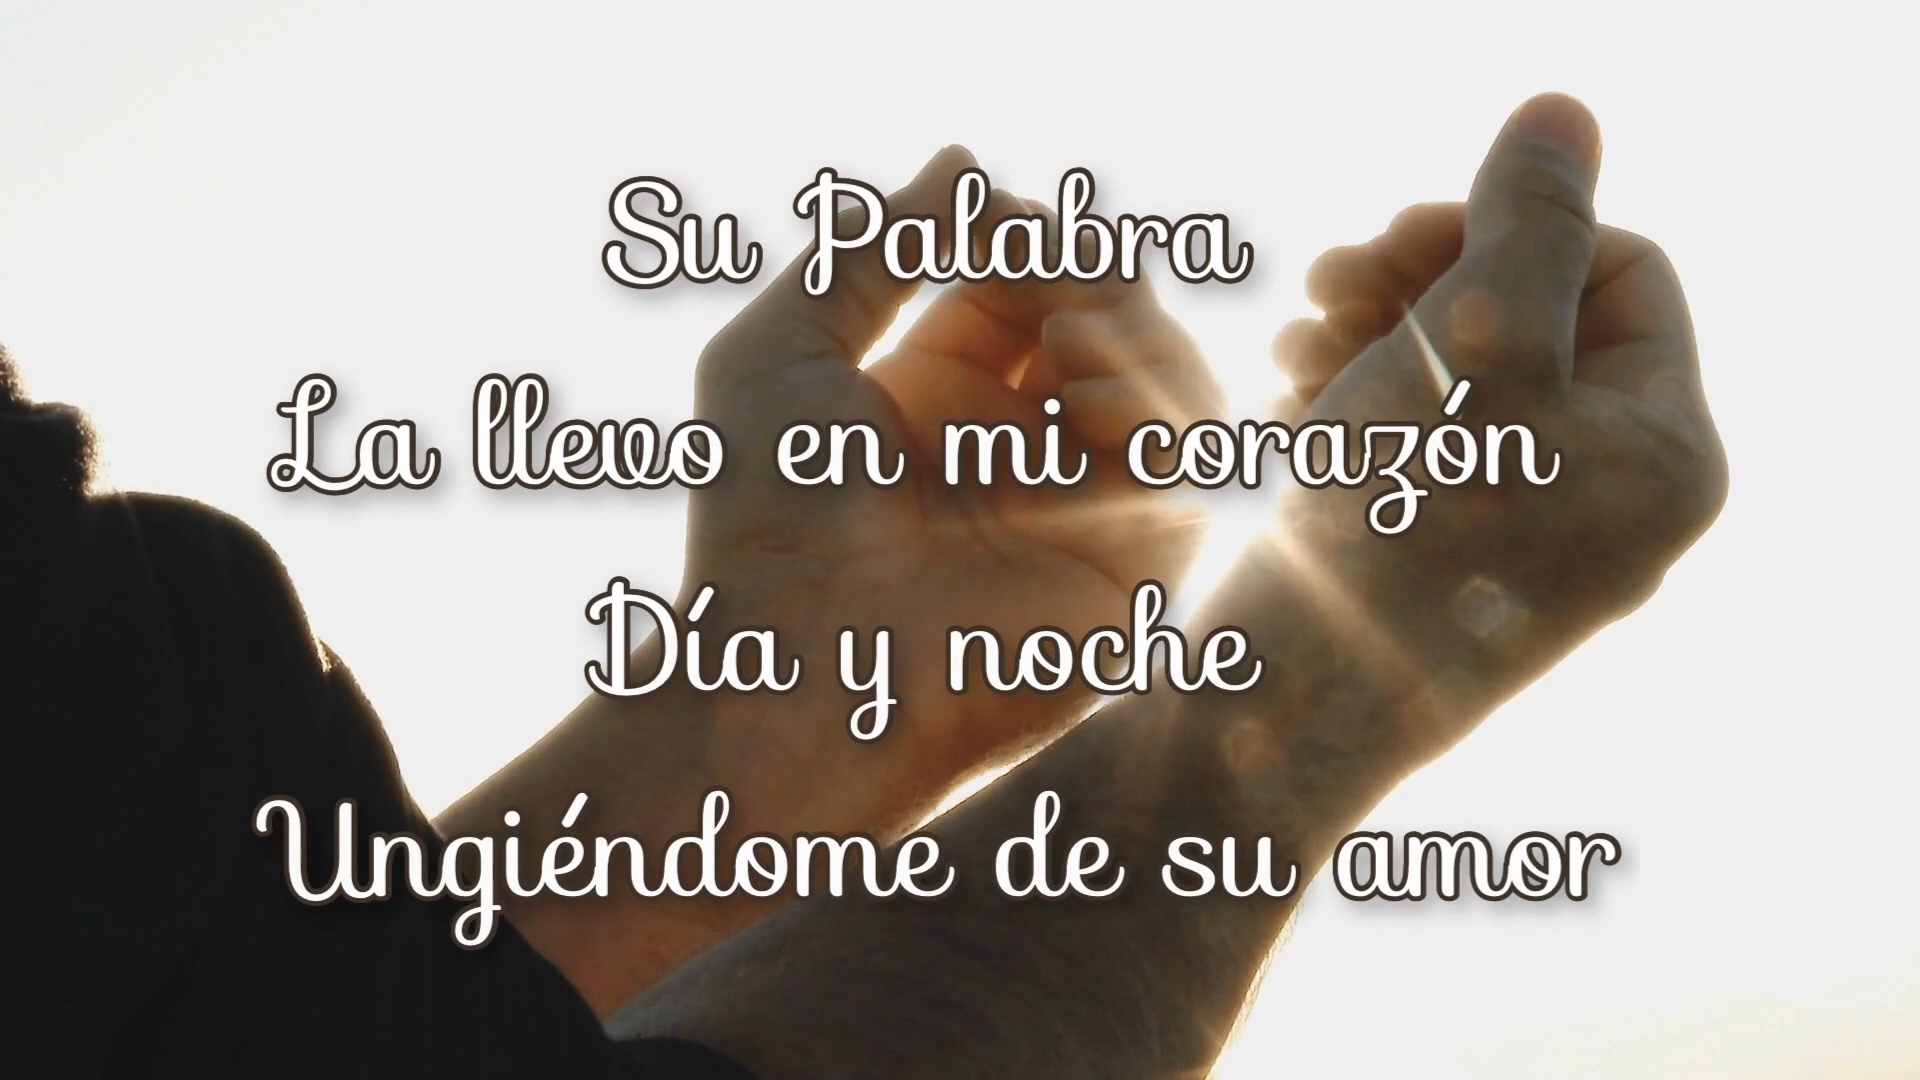 Su Palabra
La llevo en mi corazón
Día y noche
Ungiéndome de su amor